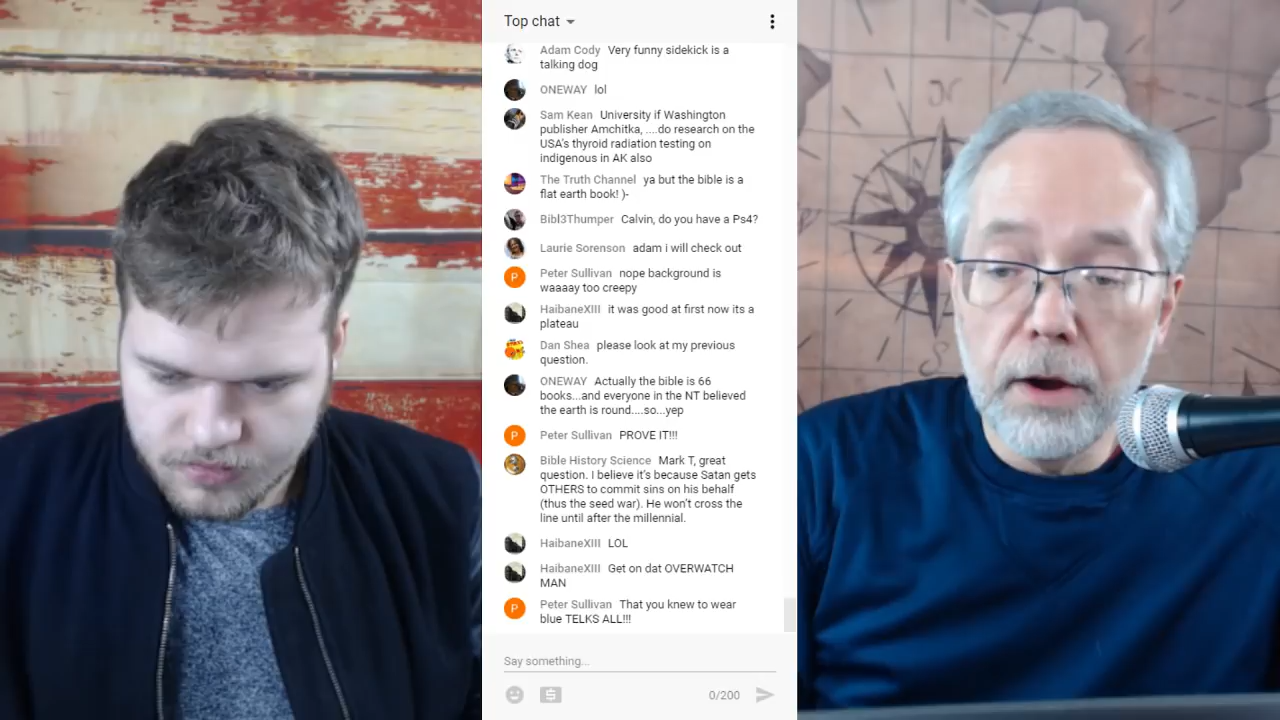 Top chat
Adam Cody Very funny sidekick is a
talking dog
ONEWAY lol
Sam Kean University if Washington
publisher Amchitka, ....do research on the
USA's thyroid radiation testing on
indigenous in AK also
The Truth Channel ya but the bible is a
flat earth book! )-
Bibl3Thumper Calvin, do you have a Ps4?
Laurie Sorenson adam i will check out
P
Peter Sullivan nope background is
waaaay too creepy
HaibaneXIII it was good at first now its a
plateau
Dan Shea please look at my previous
question.
ONEWAY Actually the bible is 66
books...and everyone in the NT believed
the earth is round....so...yep
P
Peter Sullivan PROVE IT!!!
Bible History Science Mark T, great
question. I believe it's because Satan gets
OTHERS to commit sins on his behalf
(thus the seed war). He won't cross the
line until after the millennial.
HaibaneXIII LOL
HaibaneXIII Get on dat OVERWATCH
MAN
P
Peter Sullivan That you knew to wear
blue TELKS ALL!!!
Say something...
0/200
S